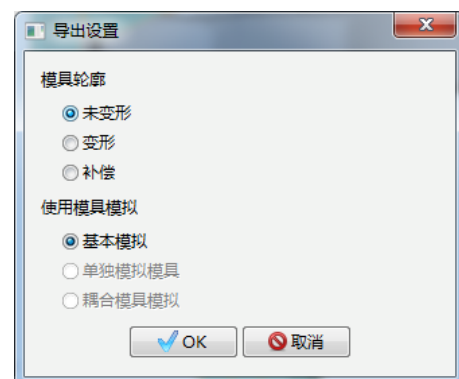 导出设置
模具轮廓
未变形
变形
补偿
使用模具模拟
基本模拟
单独模拟模具
耦合模具模拟
OK 取消